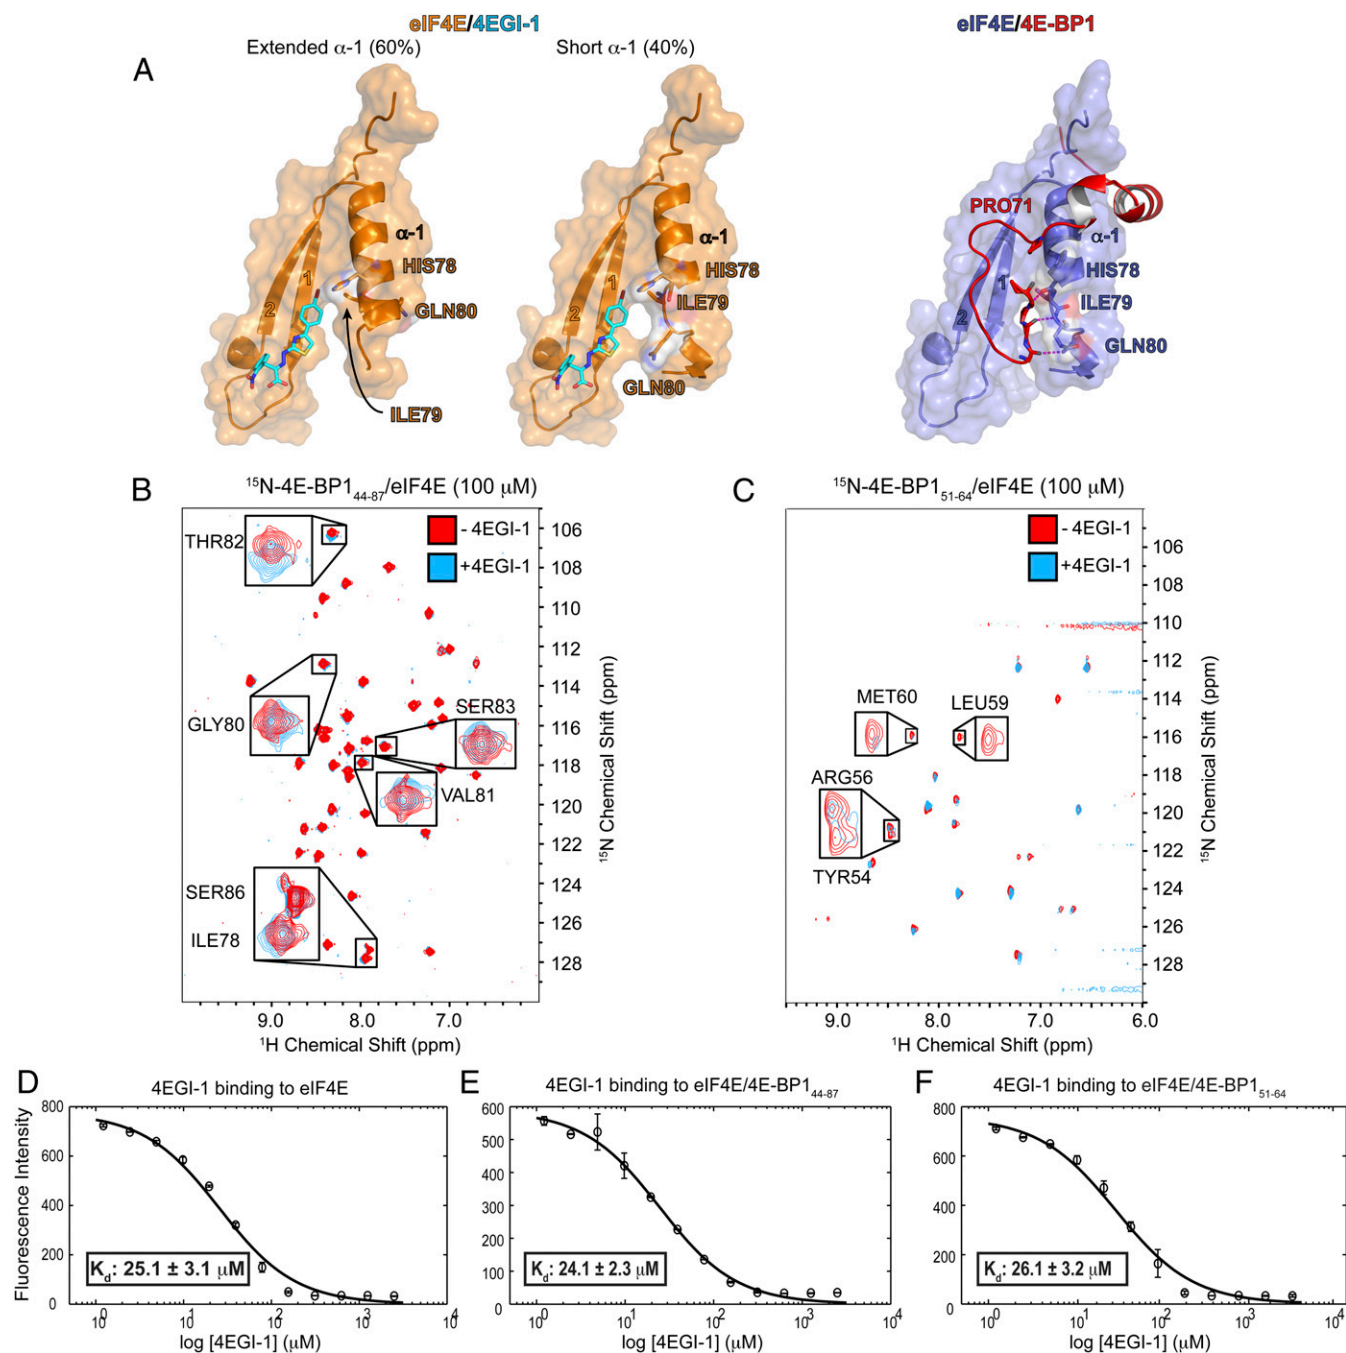 eIF4E/4EGI-1
eIF4E/4E-BP1
Extended α-1 (60%)
Short α-1 (40%)
A
PRO71
α-1
HIS78
1
2
GLN80
ILE79
α-1
HIS78
ILE79
1
2
GLN80
α-1
HIS78
1
ILE79
2
GLN80
B
¹⁵N-4E-BP1₄₄₋₈₇/eIF4E (100 μM)
- 4EGI-1
+4EGI-1
THR82
GLY80
SER83
VAL81
SER86
ILE78
106
108
110
112
114
116
118
120
122
124
126
128
¹⁵N Chemical Shift (ppm)
9.0 8.0 7.0
¹H Chemical Shift (ppm)
C
¹⁵N-4E-BP1₅₁₋₆₄/eIF4E (100 μM)
- 4EGI-1
+4EGI-1
MET60
LEU59
ARG56
TYR54
106
108
110
112
114
116
118
120
122
124
126
128
¹⁵N Chemical Shift (ppm)
9.0 8.0 7.0 6.0
¹H Chemical Shift (ppm)
D
4EGI-1 binding to eIF4E
Fluorescence Intensity
800
600
400
200
0
K_d: 25.1 ± 3.1 μM
10⁰ 10¹ 10² 10³ 10⁴
log [4EGI-1] (μM)
E
4EGI-1 binding to eIF4E/4E-BP1₄₄₋₈₇
600
500
400
300
200
100
0
K_d: 24.1 ± 2.3 μM
10⁰ 10¹ 10² 10³ 10⁴
log [4EGI-1] (μM)
F
4EGI-1 binding to eIF4E/4E-BP1₅₁₋₆₄
800
600
400
200
0
K_d: 26.1 ± 3.2 μM
10⁰ 10¹ 10² 10³ 10⁴
log [4EGI-1] (μM)